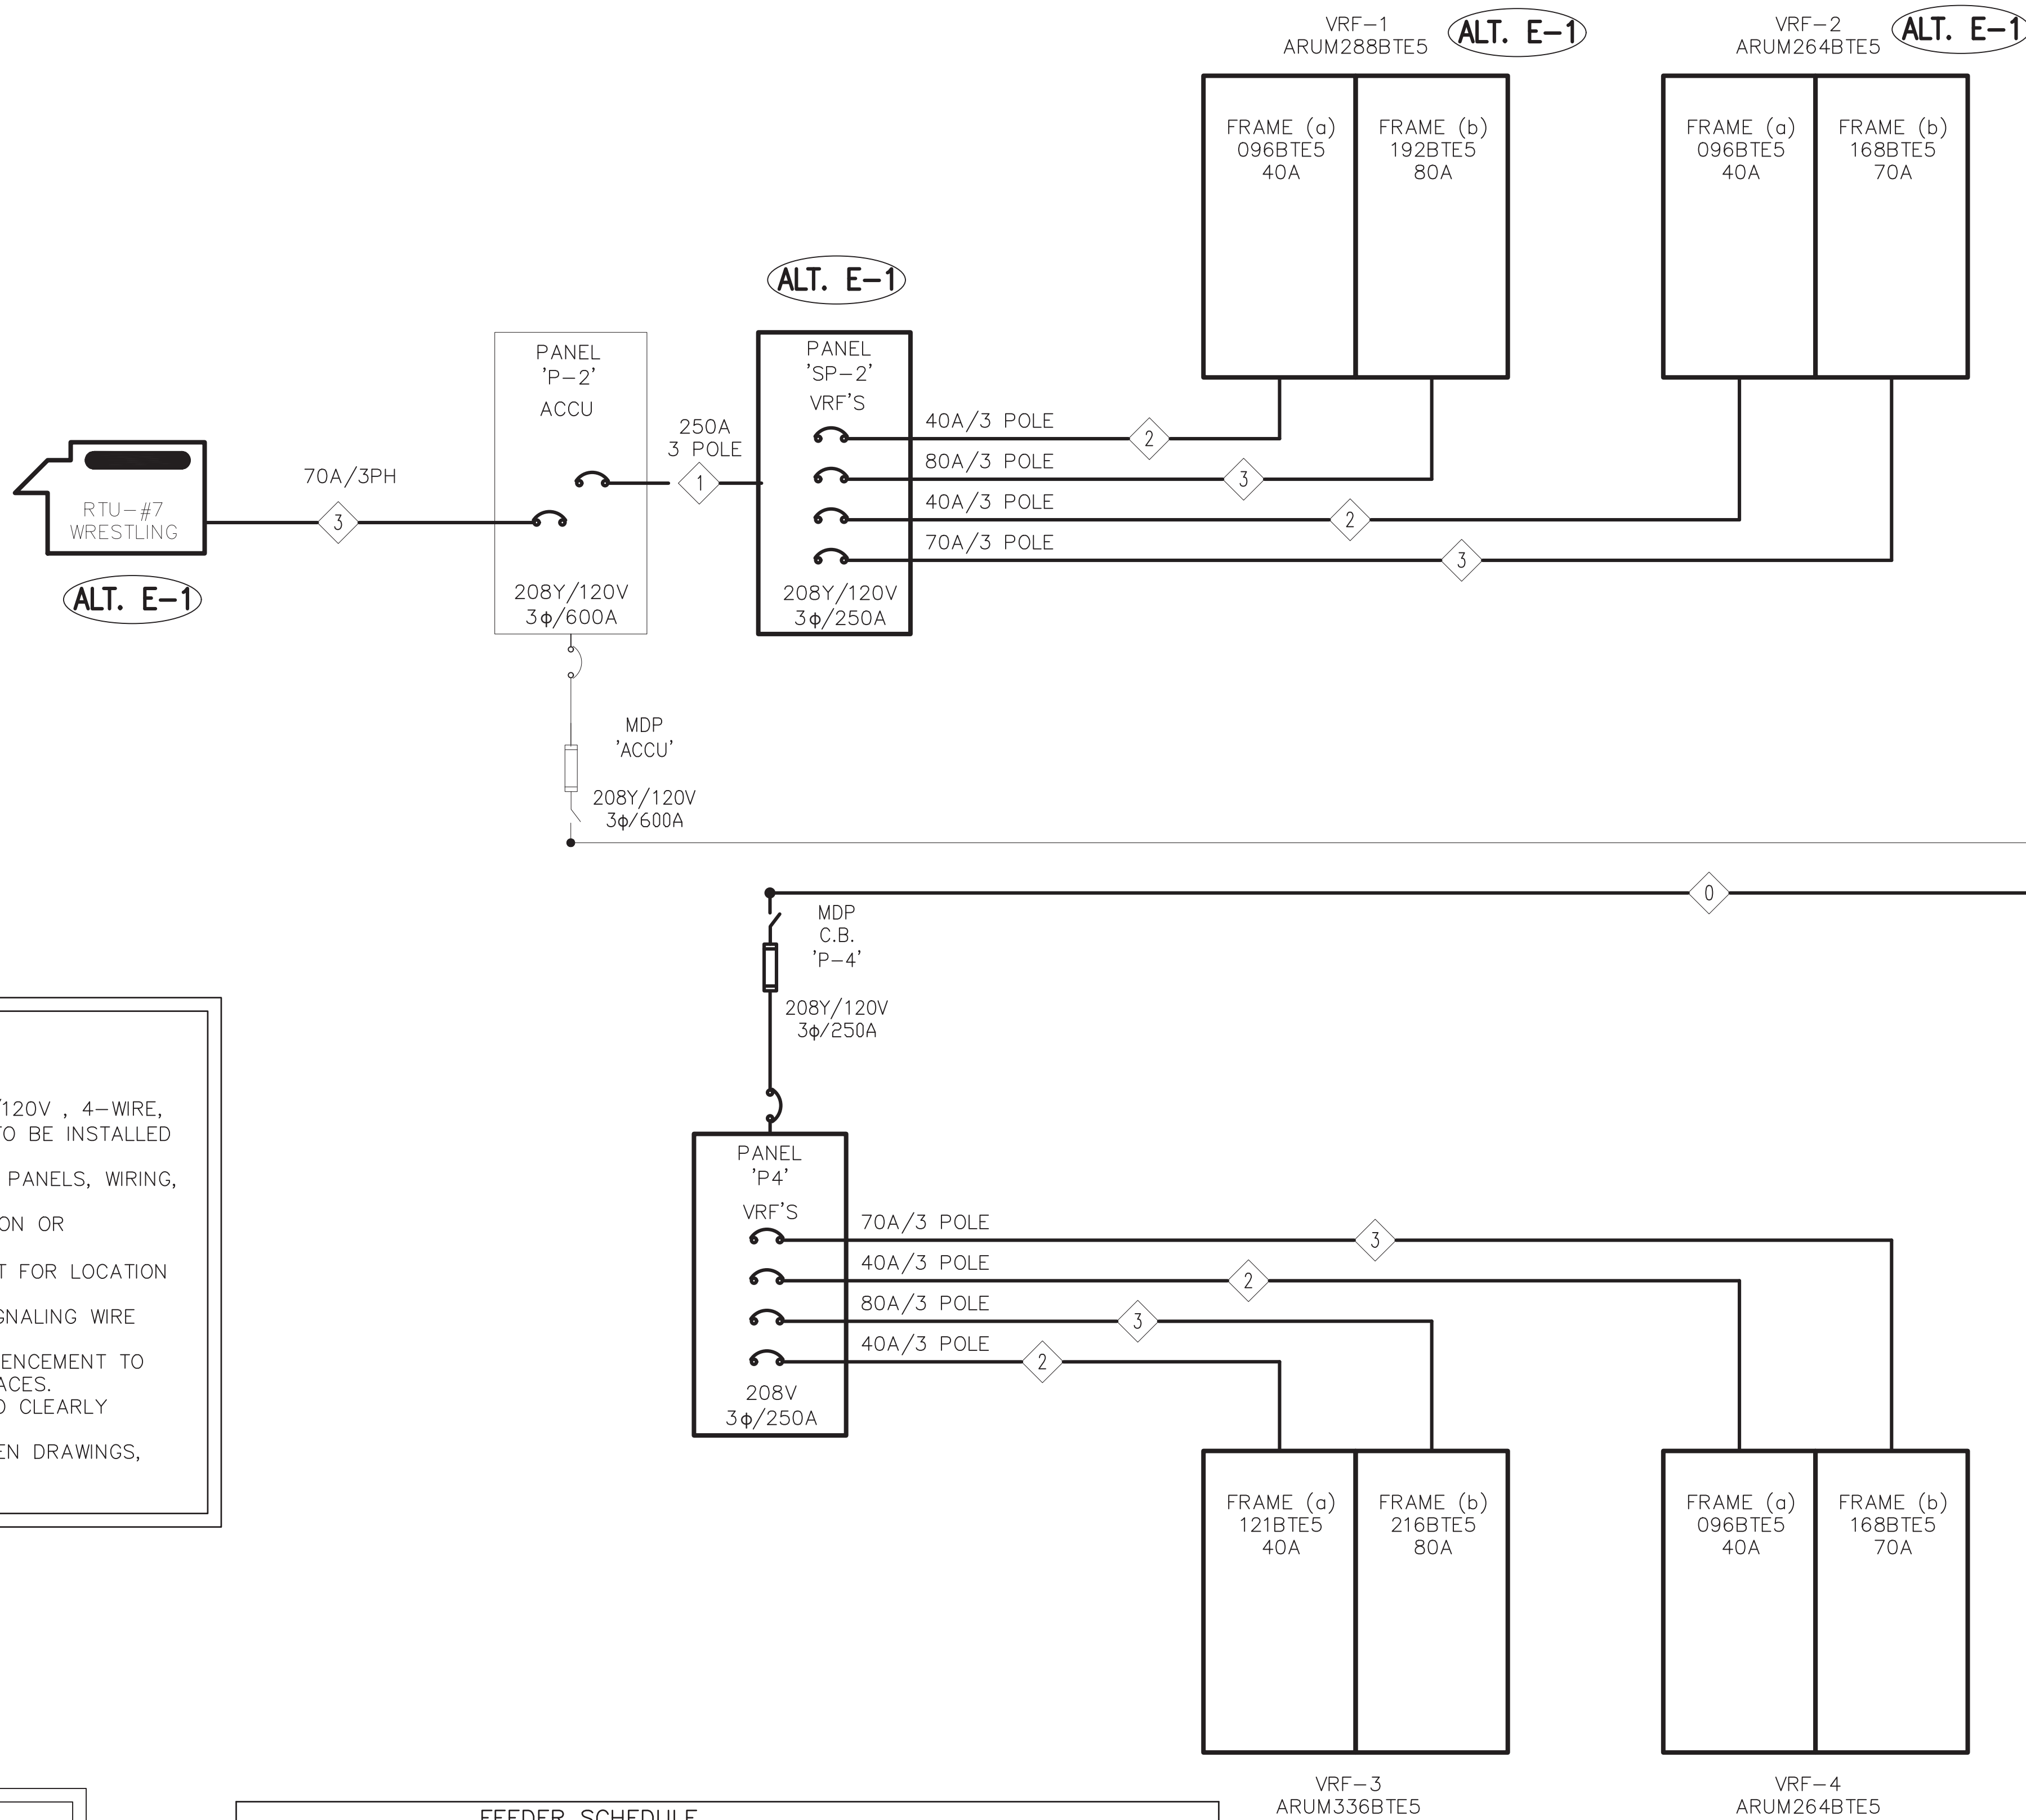 VRF-1
ARUM288BTE5
ALT. E-1
VRF-2
ARUM264BTE5
ALT. E-1
FRAME (a)
096BTE5
40A
FRAME (b)
192BTE5
80A
FRAME (a)
096BTE5
40A
FRAME (b)
168BTE5
70A
ALT. E-1
PANEL
'P-2'
ACCU
208Y/120V
3ϕ/600A
250A
3 POLE
1
PANEL
'SP-2'
VRF'S
208Y/120V
3ϕ/250A
40A/3 POLE
2
80A/3 POLE
3
40A/3 POLE
2
70A/3 POLE
3
RTU-#7
WRESTLING
70A/3PH
3
ALT. E-1
MDP
'ACCU'
208Y/120V
3ϕ/600A
0
MDP
C.B.
'P-4'
208Y/120V
3ϕ/250A
/120V , 4-WIRE,
TO BE INSTALLED
PANELS, WIRING,
ON OR
T FOR LOCATION
GNALING WIRE
ENCEMENT TO
ACES.
D CLEARLY
EN DRAWINGS,
PANEL
'P4'
VRF'S
208V
3ϕ/250A
70A/3 POLE
3
40A/3 POLE
2
80A/3 POLE
3
40A/3 POLE
2
FRAME (a)
121BTE5
40A
FRAME (b)
216BTE5
80A
FRAME (a)
096BTE5
40A
FRAME (b)
168BTE5
70A
VRF-3
ARUM336BTE5
VRF-4
ARUM264BTE5
FEEDER SCHEDULE